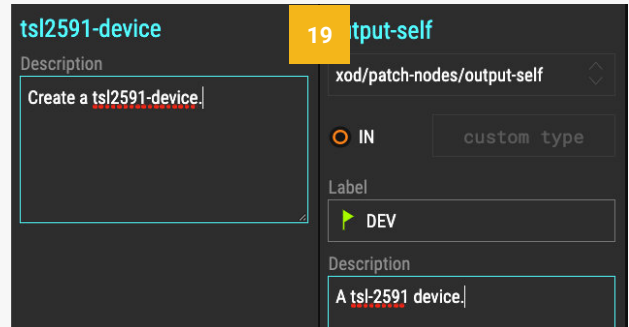 tsl2591-device
Description
Create a tsl2591-device.
19
tput-self
xod/patch-nodes/output-self
IN
custom type
Label
DEV
Description
A tsl-2591 device.